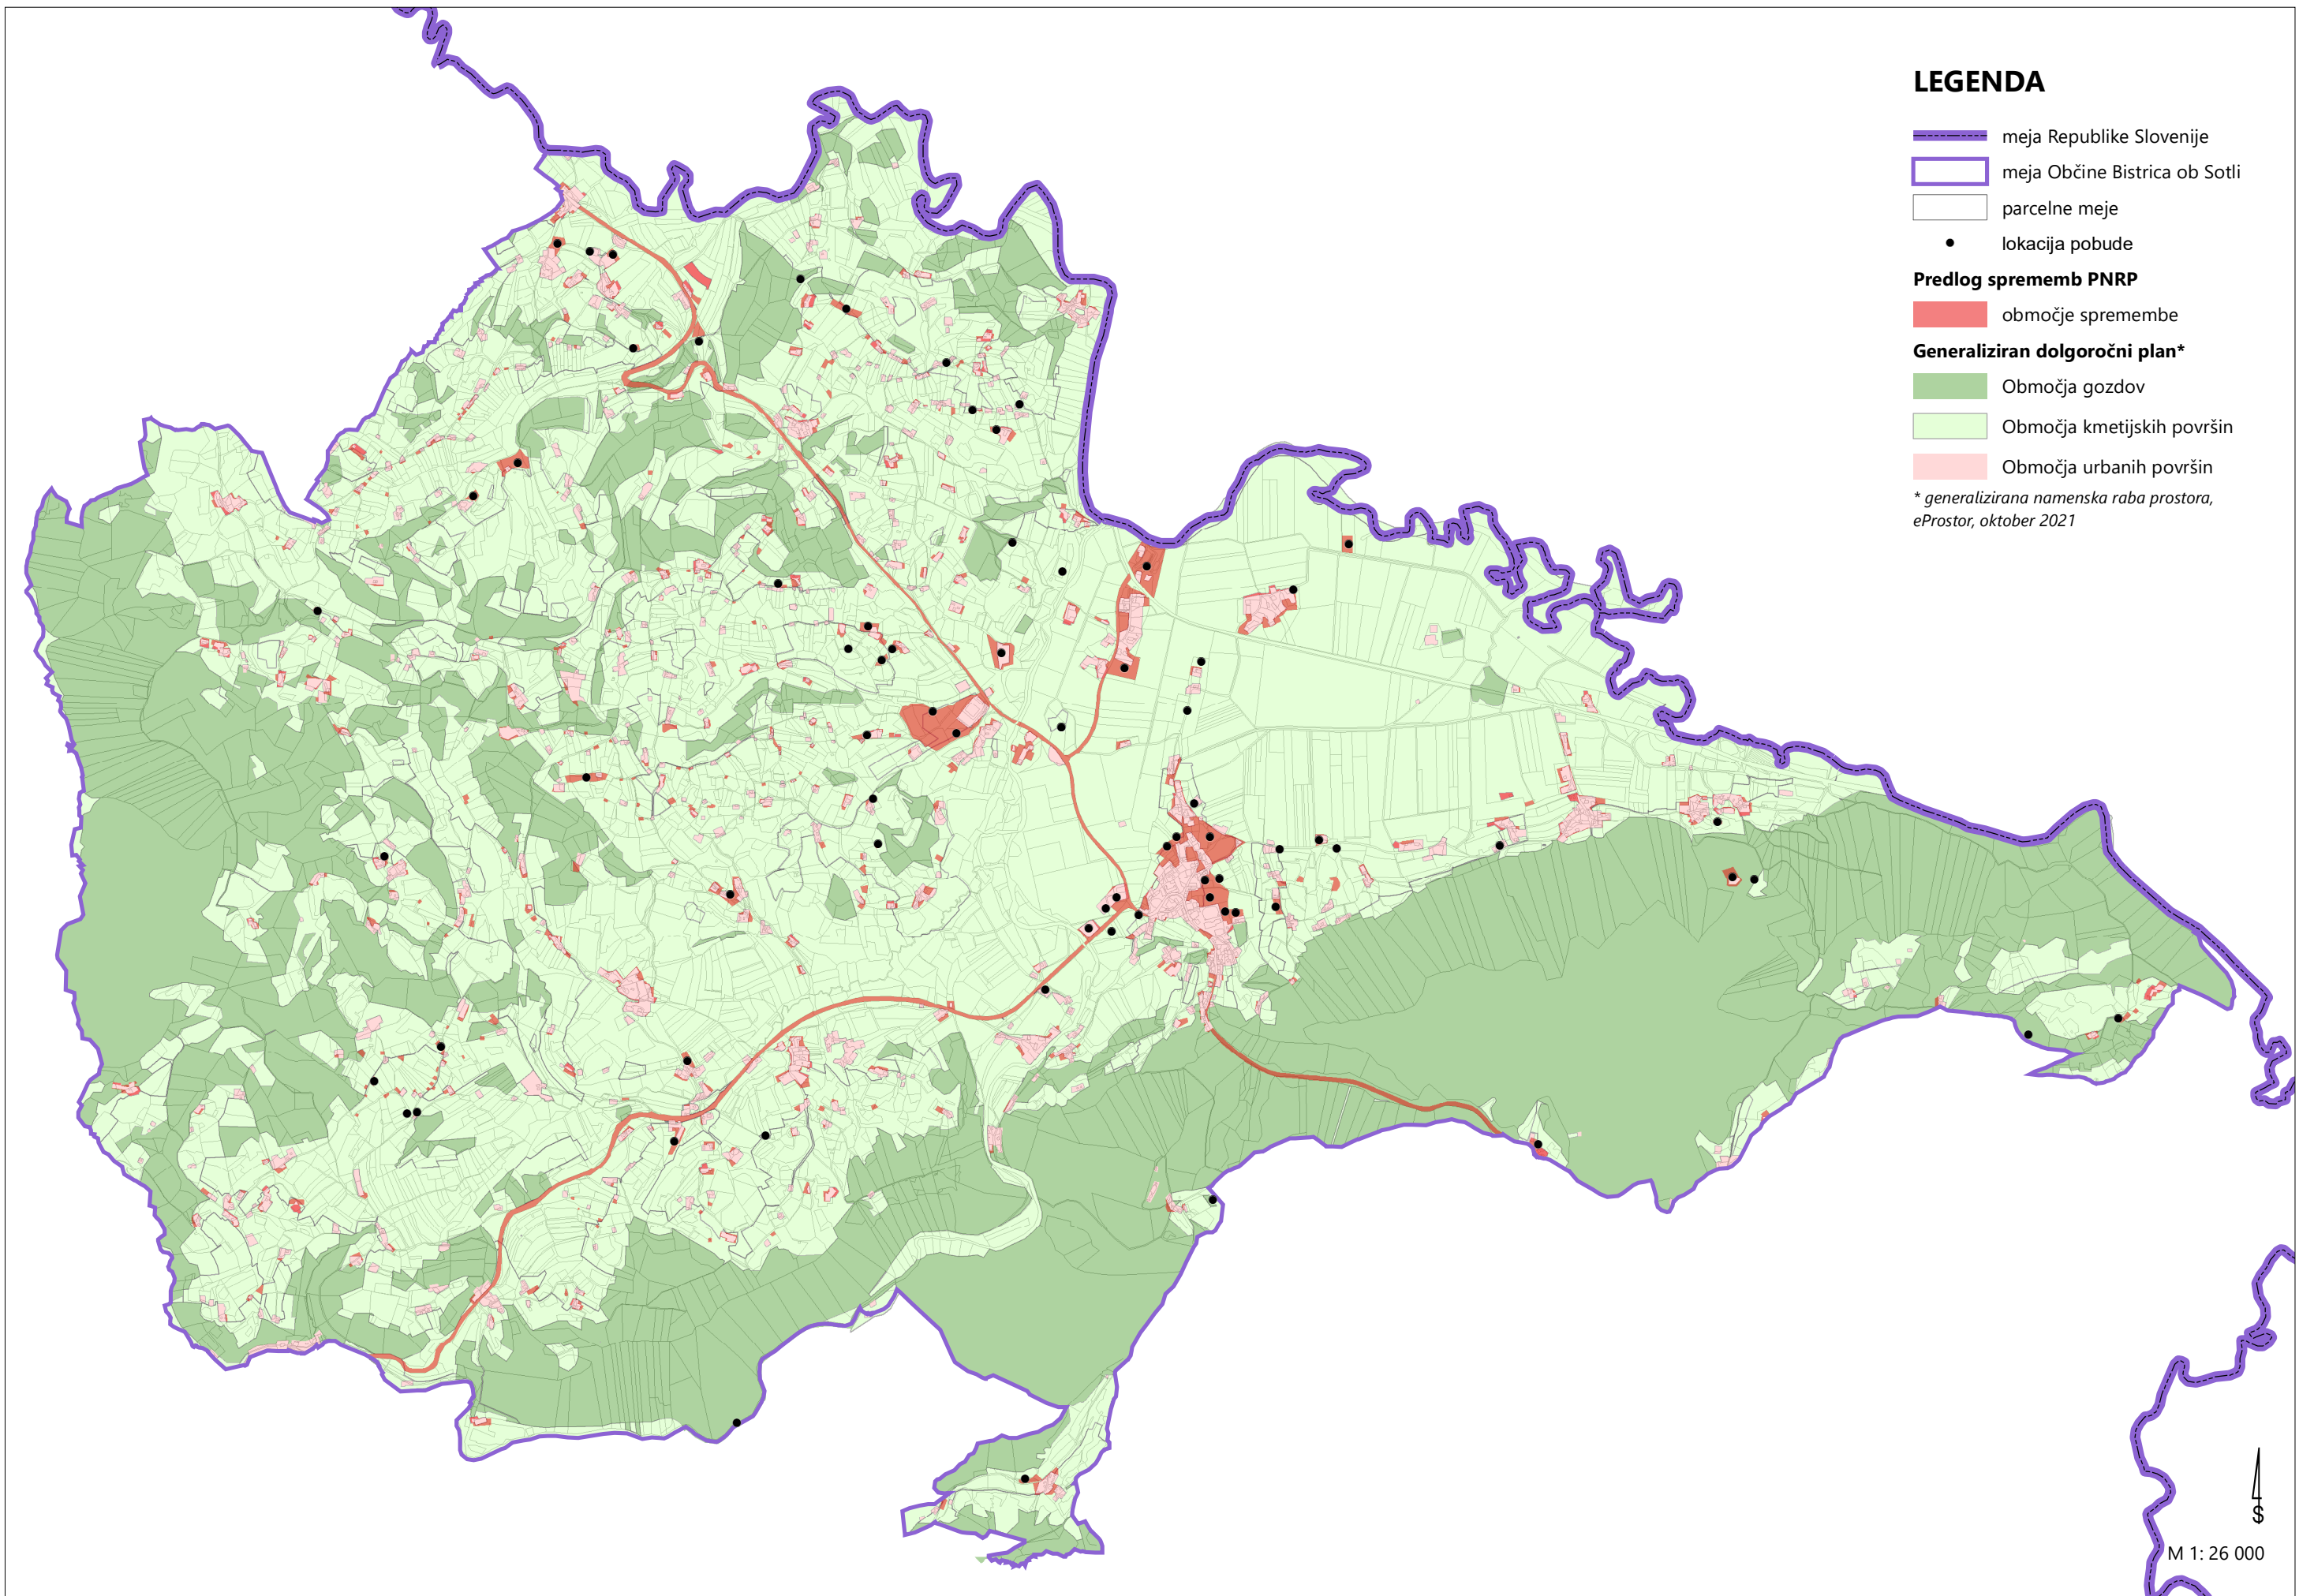 LEGENDA
meja Republike Slovenije
meja Občine Bistrica ob Sotli
parcelne meje
lokacija pobude
Predlog sprememb PNRP
območje spremembe
Generaliziran dolgoročni plan*
Območja gozdov
Območja kmetijskih površin
Območja urbanih površin
* generalizirana namenska raba prostora,
eProstor, oktober 2021
$
M 1: 26 000